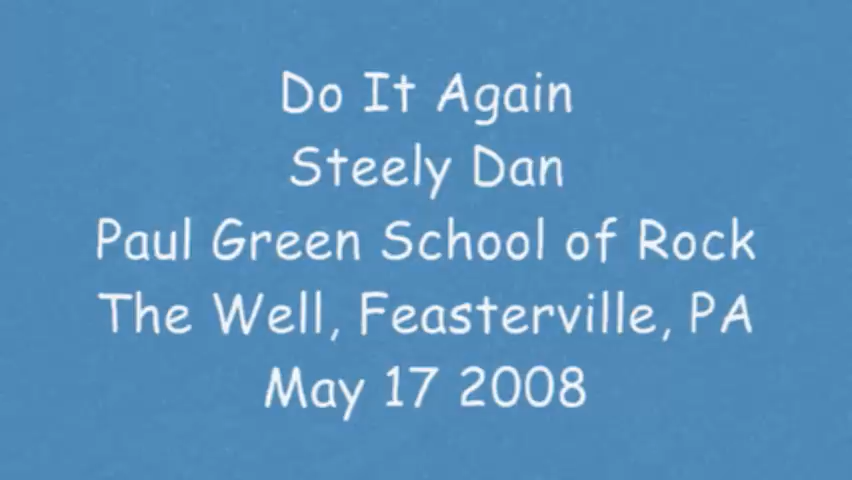 Do It Again
Steely Dan
Paul Green School of Rock
The Well, Feasterville, PA
May 17 2008